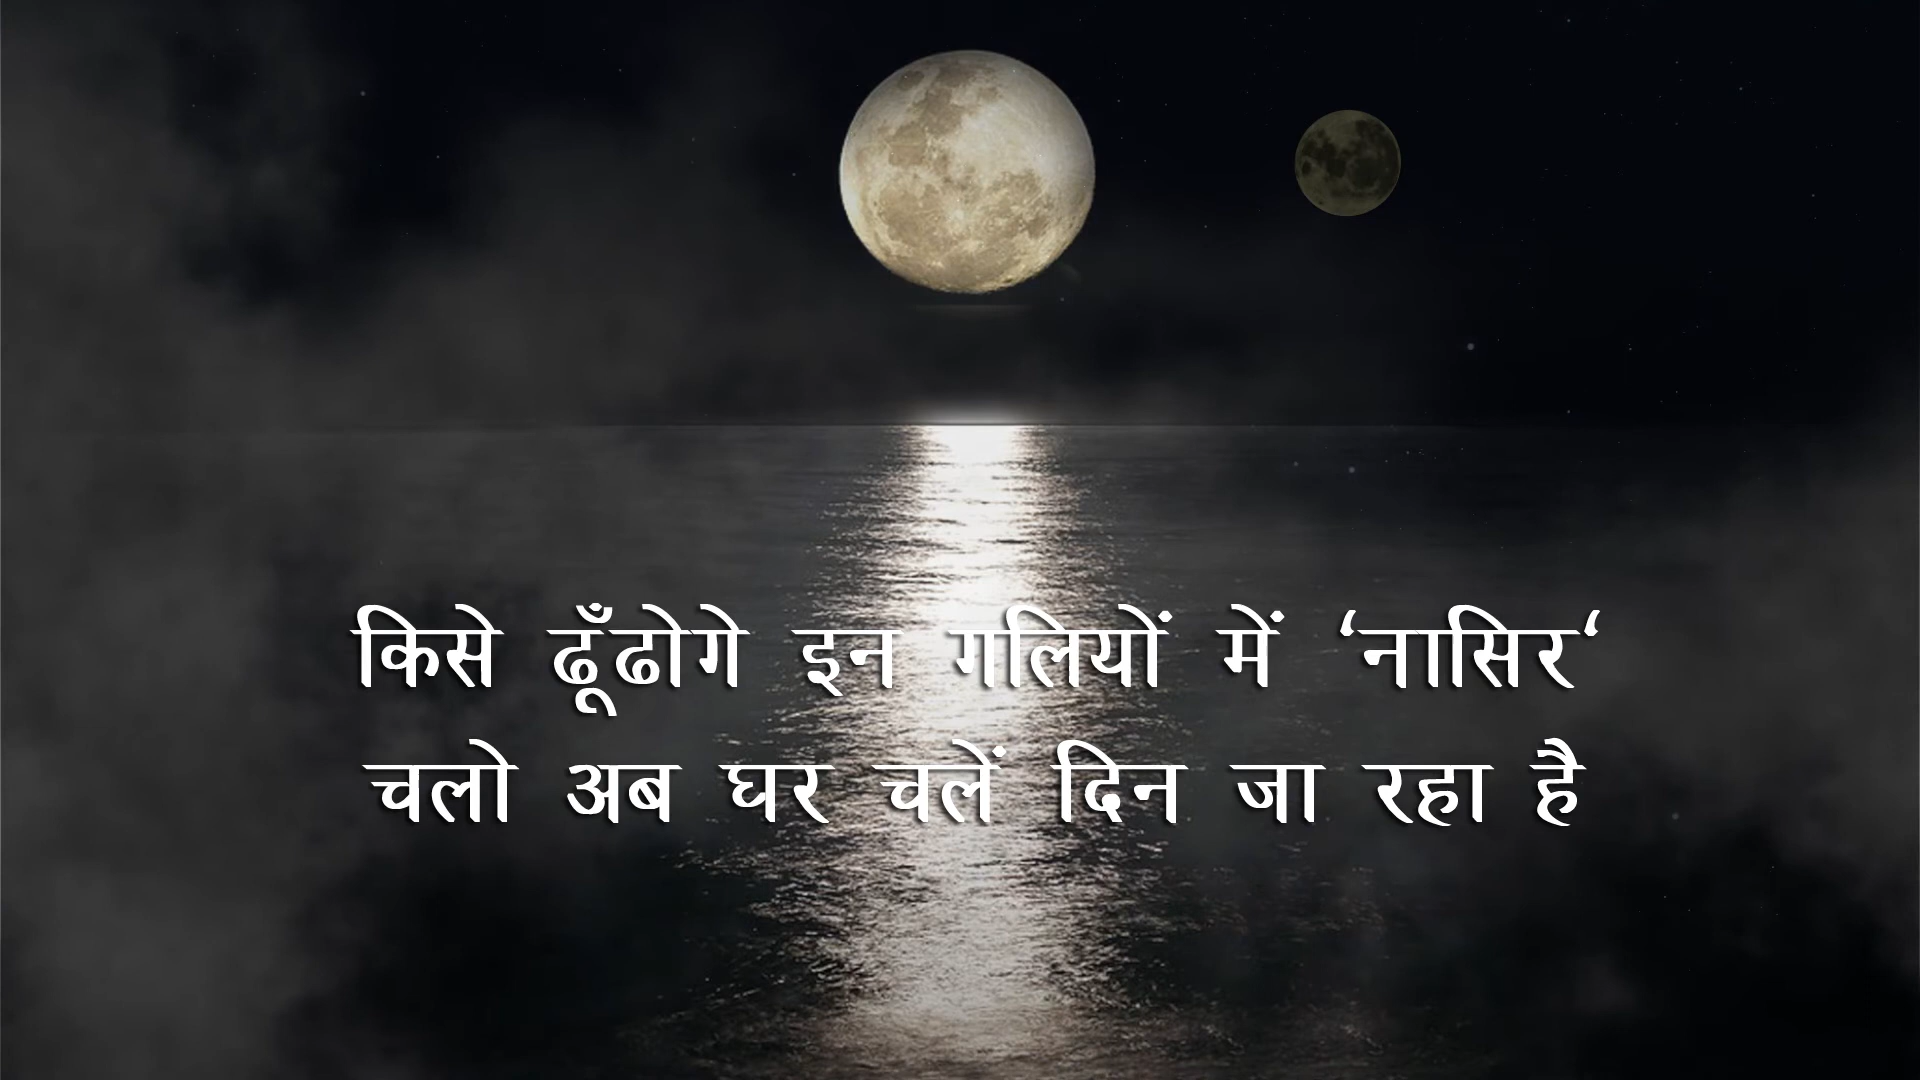 किसे ढूँढोगे इन गलियों में ‘नासिर‘
चलो अब घर चलें दिन जा रहा है